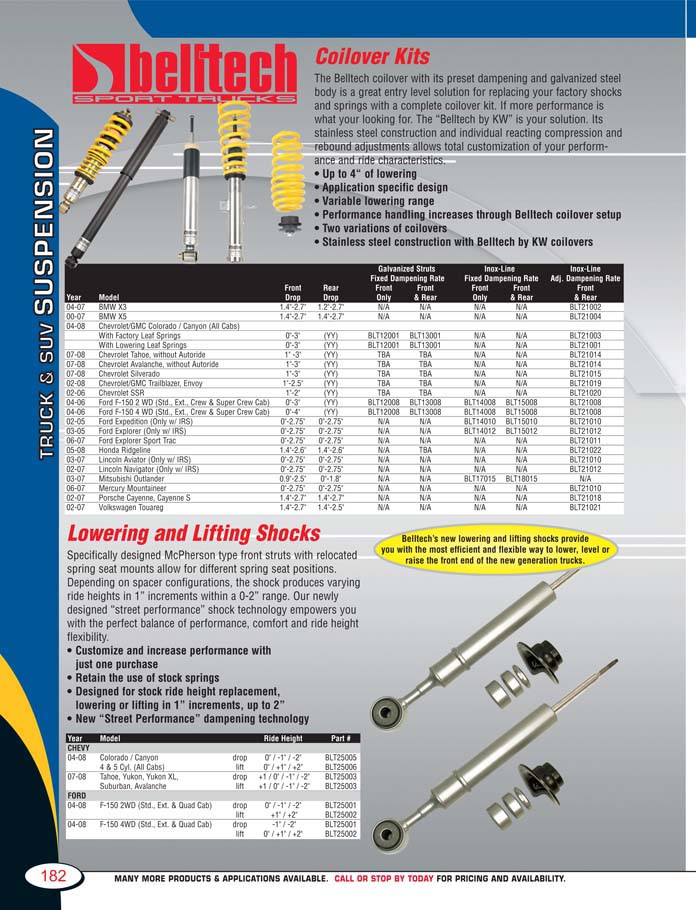 belltech
SPORT TRUCKS
Coilover Kits
The Belltech coilover with its preset dampening and galvanized steel
body is a great entry level solution for replacing your factory shocks
and springs with a complete coilover kit. If more performance is
what your looking for. The “Belltech by KW” is your solution. Its
stainless steel construction and individual reacting compression and
rebound adjustments allows total customization of your perform-
ance and ride characteristics.
• Up to 4“ of lowering
• Application specific design
• Variable lowering range
• Performance handling increases through Belltech coilover setup
• Two variations of coilovers
• Stainless steel construction with Belltech by KW coilovers
TRUCK & SUV SUSPENSION
Galvanized Struts Inox-Line Inox-Line
Fixed Dampening Rate Fixed Dampening Rate Adj. Dampening Rate
Front Rear Front Front Front Front Front
Year Model Drop Drop Only & Rear Only & Rear & Rear
04-07 BMW X3 1.4"-2.7" 1.2"-2.7" N/A N/A N/A N/A BLT21002
00-07 BMW X5 1.4"-2.7" 1.4"-2.7" N/A N/A N/A N/A BLT21004
04-08 Chevrolet/GMC Colorado / Canyon (All Cabs)
With Factory Leaf Springs 0"-3" (YY) BLT12001 BLT13001 N/A N/A BLT21003
With Lowering Leaf Springs 0"-3" (YY) BLT12001 BLT13001 N/A N/A BLT21001
07-08 Chevrolet Tahoe, without Autoride 1" -3" (YY) TBA TBA N/A N/A BLT21014
07-08 Chevrolet Avalanche, without Autoride 1"-3" (YY) TBA TBA N/A N/A BLT21014
07-08 Chevrolet Silverado 1"-3" (YY) TBA TBA N/A N/A BLT21015
02-08 Chevrolet/GMC Trailblazer, Envoy 1"-2.5" (YY) TBA TBA N/A N/A BLT21019
02-06 Chevrolet SSR 1"-2" (YY) TBA TBA N/A N/A BLT21020
04-06 Ford F-150 2 WD (Std., Ext., Crew & Super Crew Cab) 0"-3" (YY) BLT12008 BLT13008 BLT14008 BLT15008 BLT21008
04-06 Ford F-150 4 WD (Std., Ext., Crew & Super Crew Cab) 0"-4" (YY) BLT12008 BLT13008 BLT14008 BLT15008 BLT21008
02-05 Ford Expedition (Only w/ IRS) 0"-2.75" 0"-2.75" N/A N/A BLT14010 BLT15010 BLT21010
03-05 Ford Explorer (Only w/ IRS) 0"-2.75" 0"-2.75" N/A N/A BLT14012 BLT15012 BLT21012
06-07 Ford Explorer Sport Trac 0"-2.75" 0"-2.75" N/A N/A N/A N/A BLT21011
05-08 Honda Ridgeline 1.4"-2.6" 1.4"-2.6" N/A TBA N/A N/A BLT21022
03-07 Lincoln Aviator (Only w/ IRS) 0"-2.75" 0"-2.75" N/A N/A N/A N/A BLT21010
02-07 Lincoln Navigator (Only w/ IRS) 0"-2.75" 0"-2.75" N/A N/A N/A N/A BLT21012
03-07 Mitsubishi Outlander 0.9"-2.5" 0"-1.8" N/A N/A BLT17015 BLT18015 N/A
06-07 Mercury Mountaineer 0"-2.75" 0"-2.75" N/A N/A N/A N/A BLT21010
02-07 Porsche Cayenne, Cayenne S 1.4"-2.7" 1.4"-2.7" N/A N/A N/A N/A BLT21018
02-07 Volkswagen Touareg 1.4"-2.7" 1.4"-2.5" N/A N/A N/A N/A BLT21021
Lowering and Lifting Shocks
Specifically designed McPherson type front struts with relocated
spring seat mounts allow for different spring seat positions.
Depending on spacer configurations, the shock produces varying
ride heights in 1” increments within a 0-2” range. Our newly
designed “street performance” shock technology empowers you
with the perfect balance of performance, comfort and ride height
flexibility.
• Customize and increase performance with
just one purchase
• Retain the use of stock springs
• Designed for stock ride height replacement,
lowering or lifting in 1” increments, up to 2”
• New “Street Performance” dampening technology
Belltech's new lowering and lifting shocks provide
you with the most efficient and flexible way to lower, level or
raise the front end of the new generation trucks.
Year Model Ride Height Part #
CHEVY
04-08 Colorado / Canyon drop 0" / -1" / -2" BLT25005
4 & 5 Cyl. (All Cabs) lift 0" / +1" / +2" BLT25006
07-08 Tahoe, Yukon, Yukon XL, drop +1 / 0" / -1" / -2" BLT25003
Suburban, Avalanche lift +1 / 0" / -1" / -2" BLT25003
FORD
04-08 F-150 2WD (Std., Ext. & Quad Cab) drop 0" / -1" / -2" BLT25001
lift +1" / +2" BLT25002
04-08 F-150 4WD (Std., Ext. & Quad Cab) drop -1" / -2" BLT25001
lift 0" / +1" / +2" BLT25002
182
MANY MORE PRODUCTS & APPLICATIONS AVAILABLE. CALL OR STOP BY TODAY FOR PRICING AND AVAILABILITY.